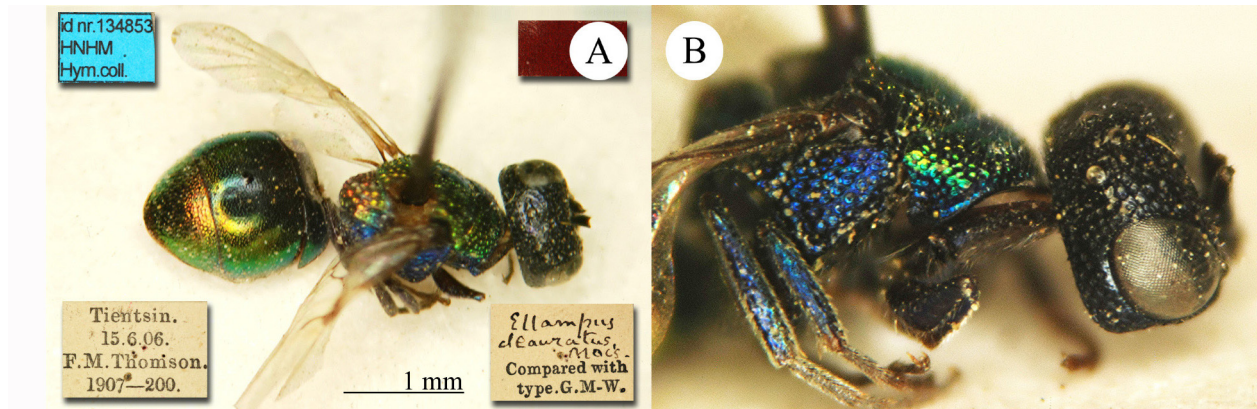 id nr.134853
HNHM
Hym.coll.
A
B
Tientsin.
15.6.06.
F.M.Thomson.
1907—200.
1 mm
Ellampus
deauratus,
Mocs.
Compared with
type.G.M-W.